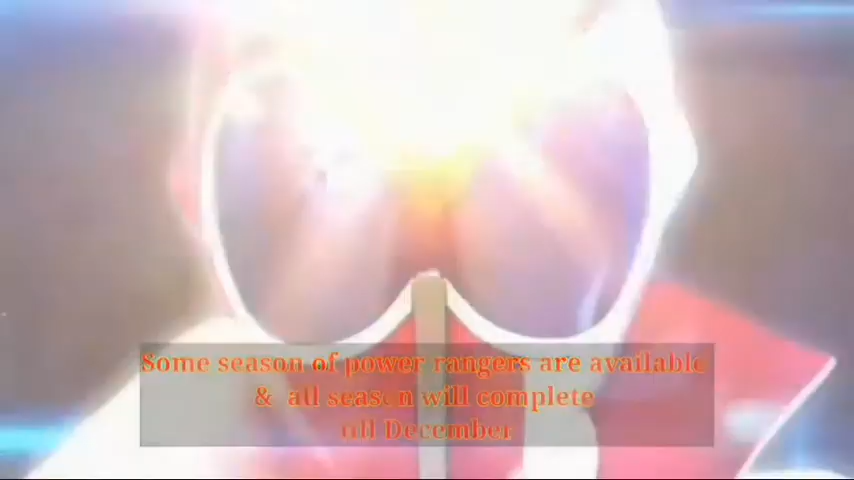 Some season of power rangers are available
& all season will complete
till December